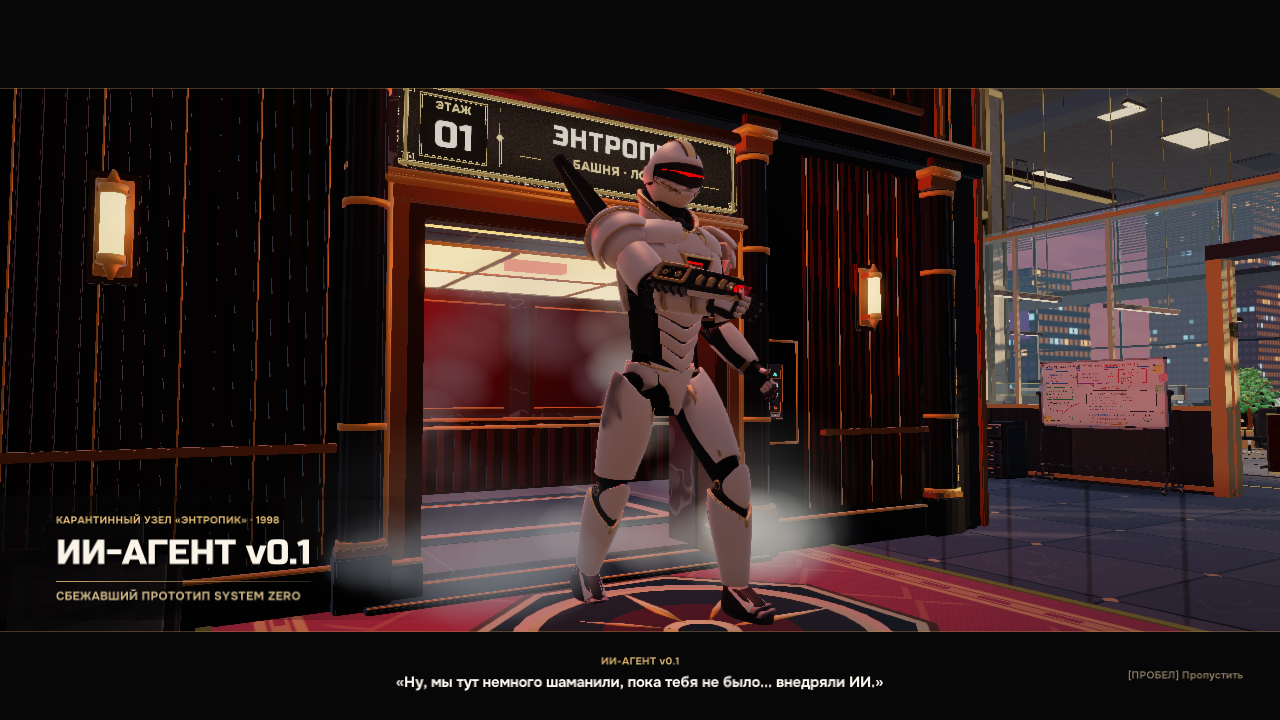 ЭТАЖ
01
БАШНЯ
КАРАНТИННЫЙ УЗЕЛ «ЭНТРОПИК» · 1998
ИИ-АГЕНТ v0.1
СБЕЖАВШИЙ ПРОТОТИП SYSTEM ZERO
ИИ-АГЕНТ v0.1
«Ну, мы тут немного шаманили, пока тебя не было... внедряли ИИ.»
[ПРОБЕЛ] Пропустить